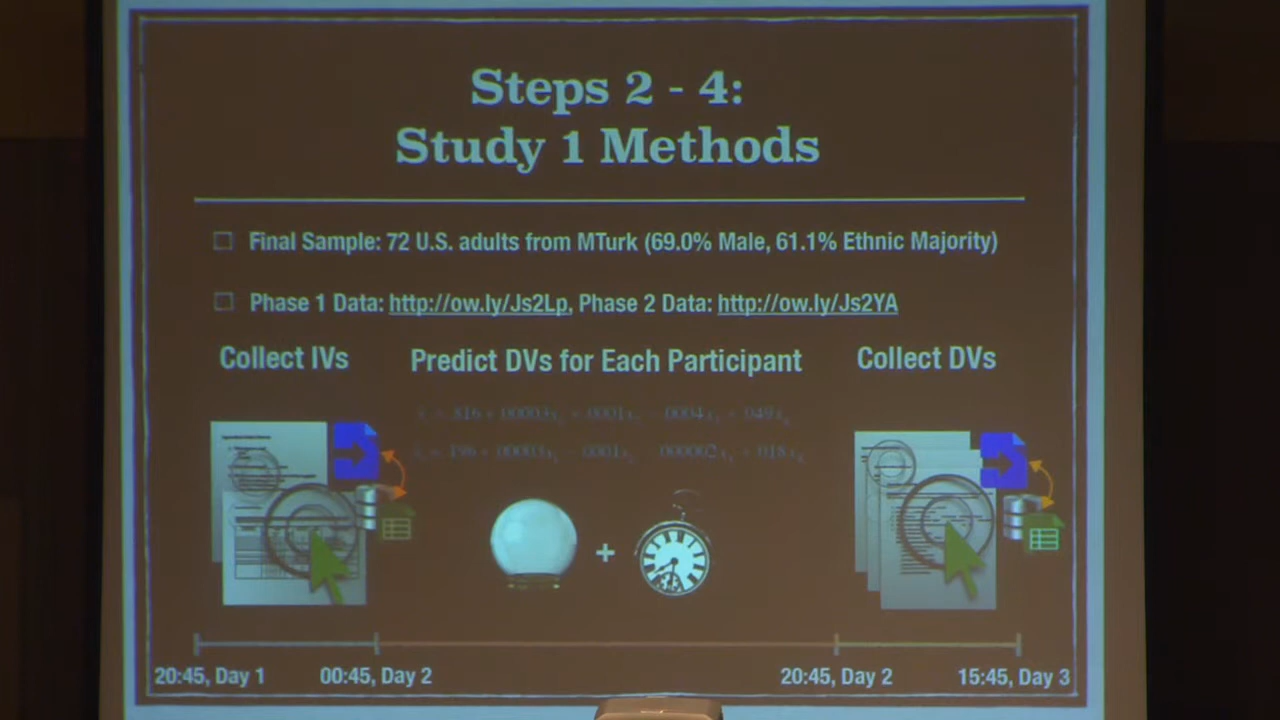 Steps 2 - 4:
Study 1 Methods
Final Sample: 72 U.S. adults from MTurk (69.0% Male, 61.1% Ethnic Majority)
Phase 1 Data: http://ow.ly/Js2Lp, Phase 2 Data: http://ow.ly/Js2YA
Collect IVs
Predict DVs for Each Participant
Collect DVs
+
20:45, Day 1
00:45, Day 2
20:45, Day 2
15:45, Day 3